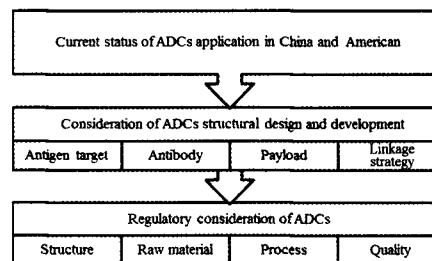 Current status of ADCs application in China and American
Consideration of ADCs structural design and development
Antigen target Antibody Payload Linkage strategy
Regulatory consideration of ADCs
Structure Raw material Process Quality